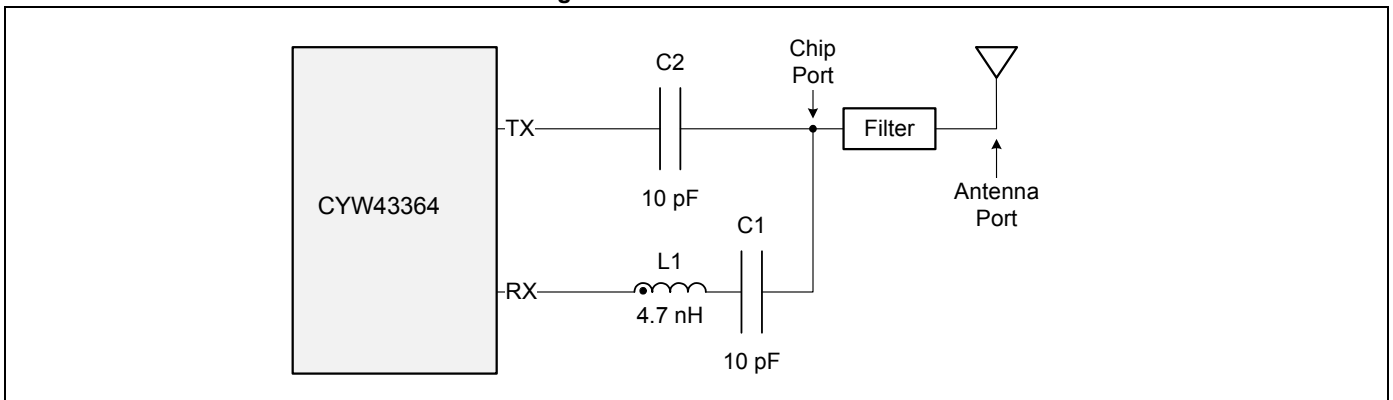 C2
Chip
Port
TX
Filter
10 pF
Antenna
Port
CYW43364
C1
L1
RX
4.7 nH
10 pF